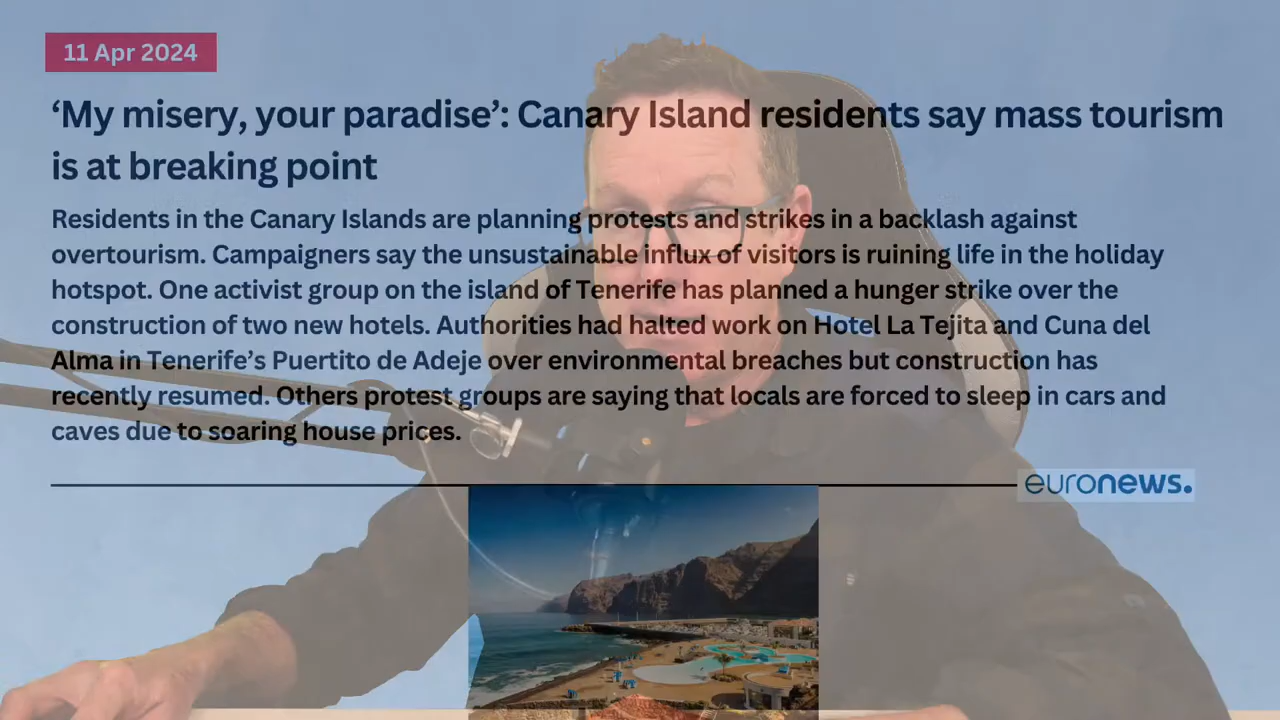 11 Apr 2024
‘My misery, your paradise’: Canary Island residents say mass tourism
is at breaking point
Residents in the Canary Islands are planning protests and strikes in a backlash against
overtourism. Campaigners say the unsustainable influx of visitors is ruining life in the holiday
hotspot. One activist group on the island of Tenerife has planned a hunger strike over the
construction of two new hotels. Authorities had halted work on Hotel La Tejita and Cuna del
Alma in Tenerife’s Puertito de Adeje over environmental breaches but construction has
recently resumed. Others protest groups are saying that locals are forced to sleep in cars and
caves due to soaring house prices.
euronews.